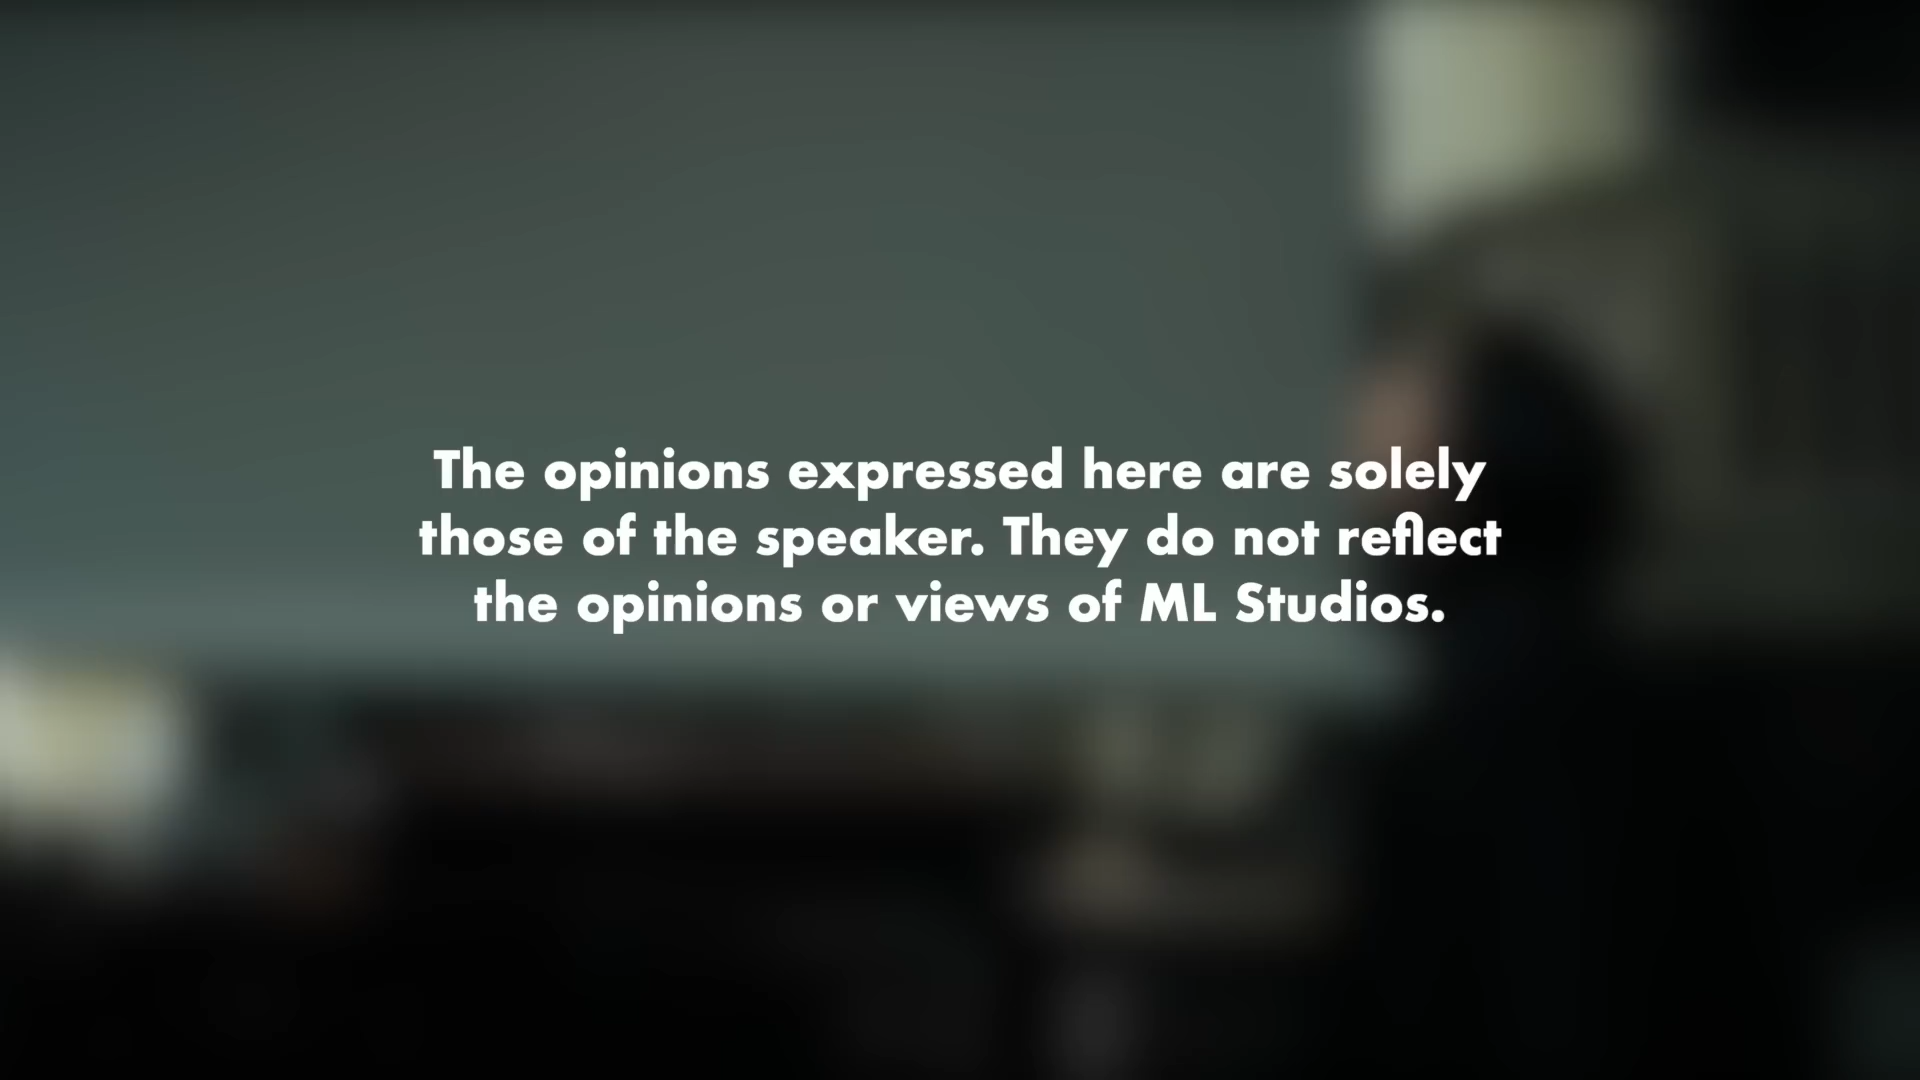 The opinions expressed here are solely
those of the speaker. They do not reflect
the opinions or views of ML Studios.